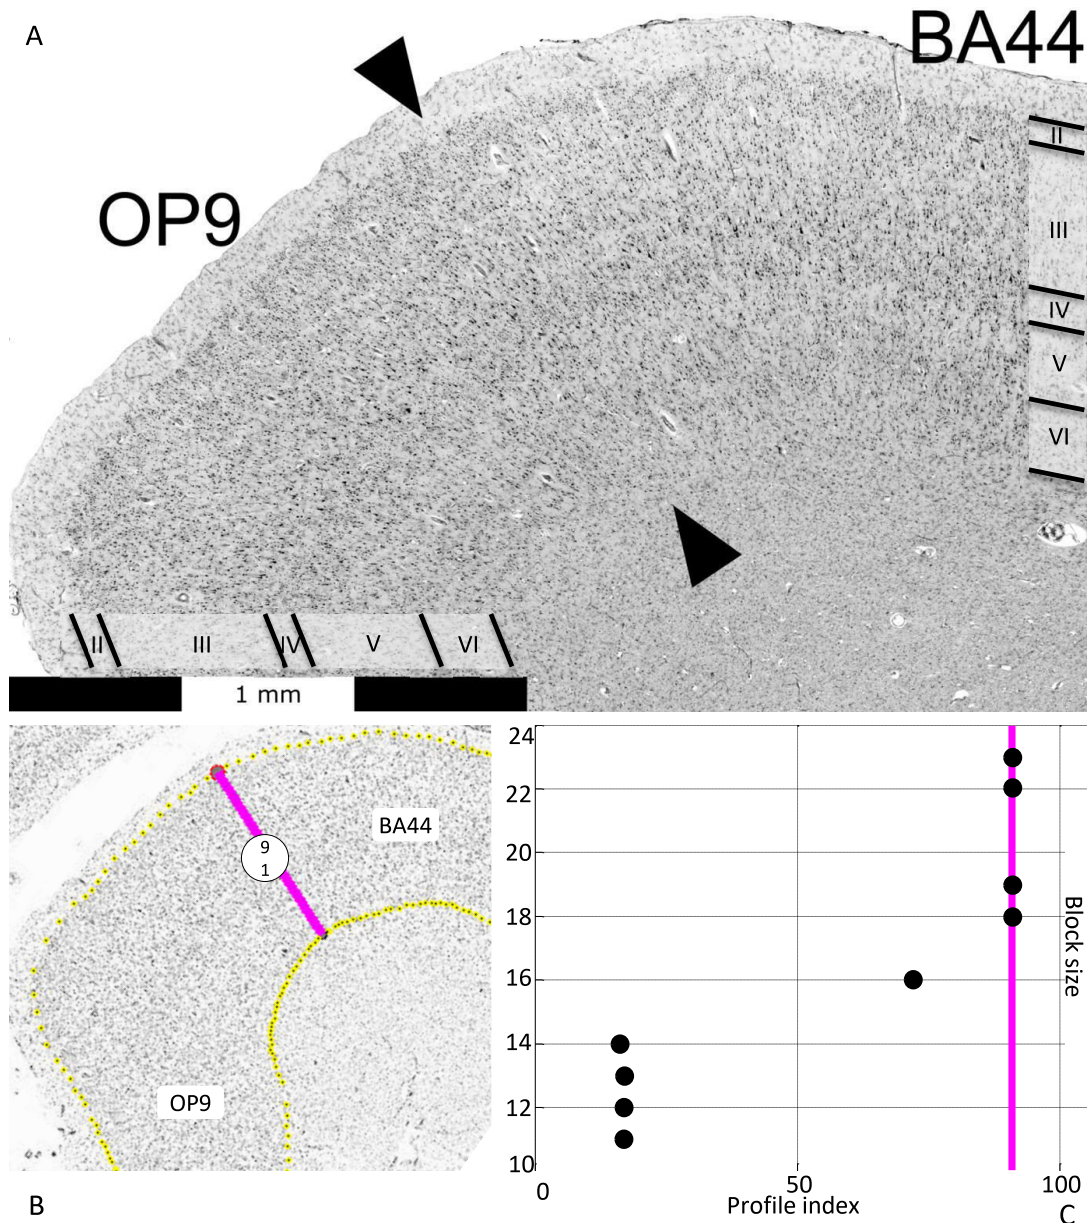 A
BA44
OP9
II
III
IV
V
VI
II III IV V VI
1 mm
BA44
9
1
OP9
B
24
22
20
18
16
14
12
10
0 50 100
Profile index
Block size
C